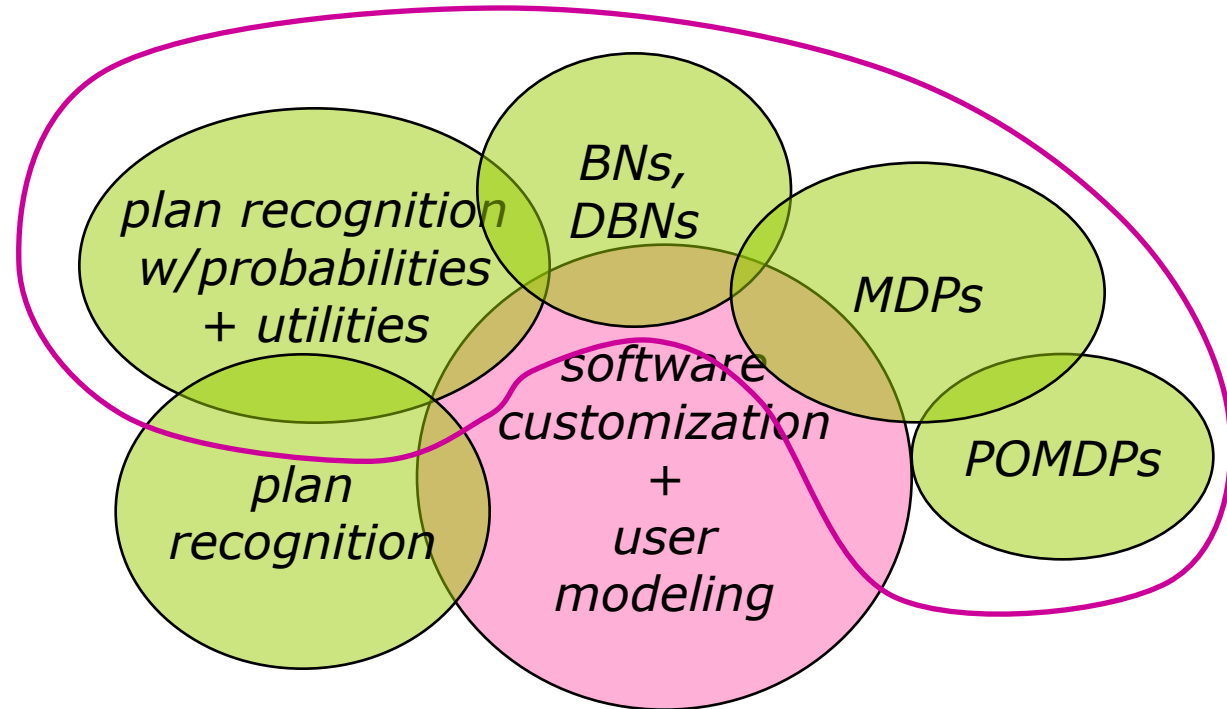 BNs,
DBNs
plan recognition
w/probabilities
+ utilities
MDPs
software
customization
+
user
modeling
POMDPs
plan
recognition